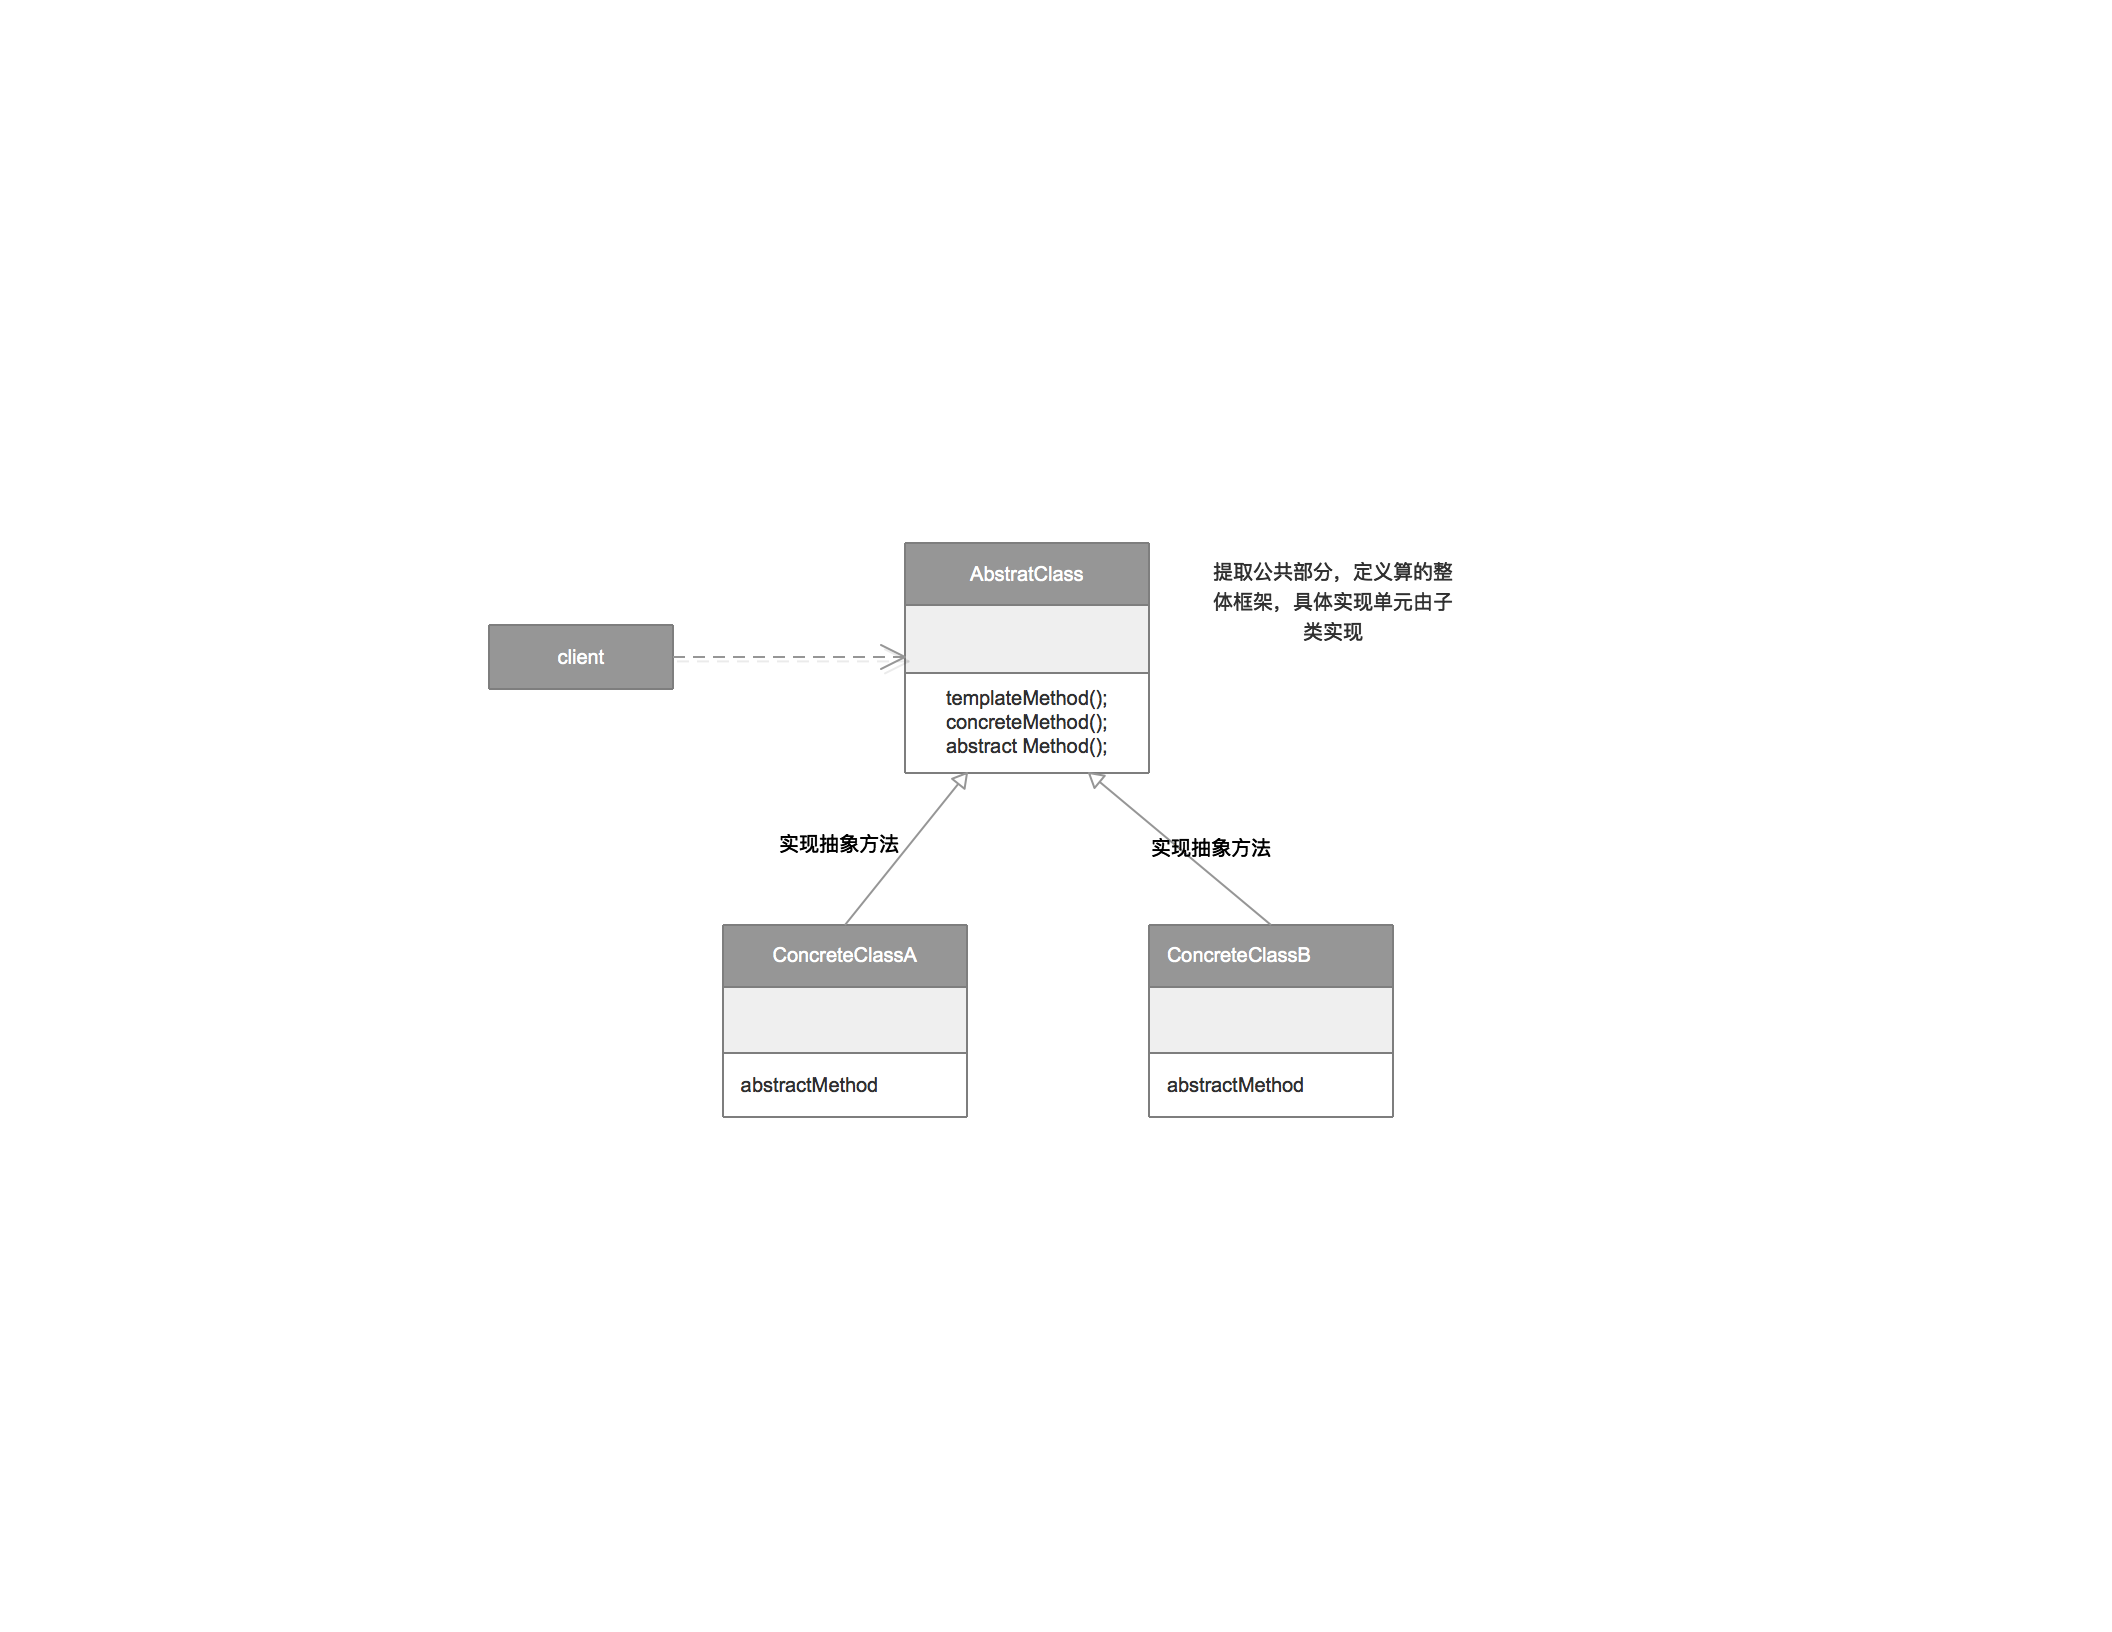 AbstratClass
提取公共部分，定义算的整
体框架，具体实现单元由子
类实现
client
templateMethod();
concreteMethod();
abstract Method();
实现抽象方法
实现抽象方法
ConcreteClassA
ConcreteClassB
abstractMethod
abstractMethod